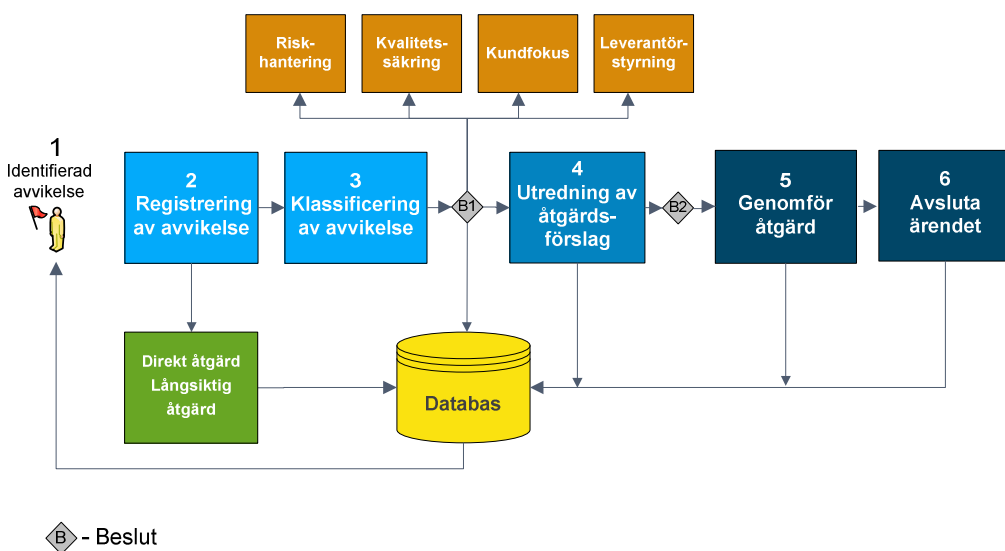 Risk-
hantering
Kvalitets-
säkring
Kundfokus
Leverantör-
styrning
1
Identifierad
avvikelse
2
Registrering
av avvikelse
3
Klassificering
av avvikelse
B1
4
Utredning av
åtgärds-
förslag
B2
5
Genomför
åtgärd
6
Avsluta
ärendet
Direkt åtgärd
Långsiktig
åtgärd
Databas
B - Beslut